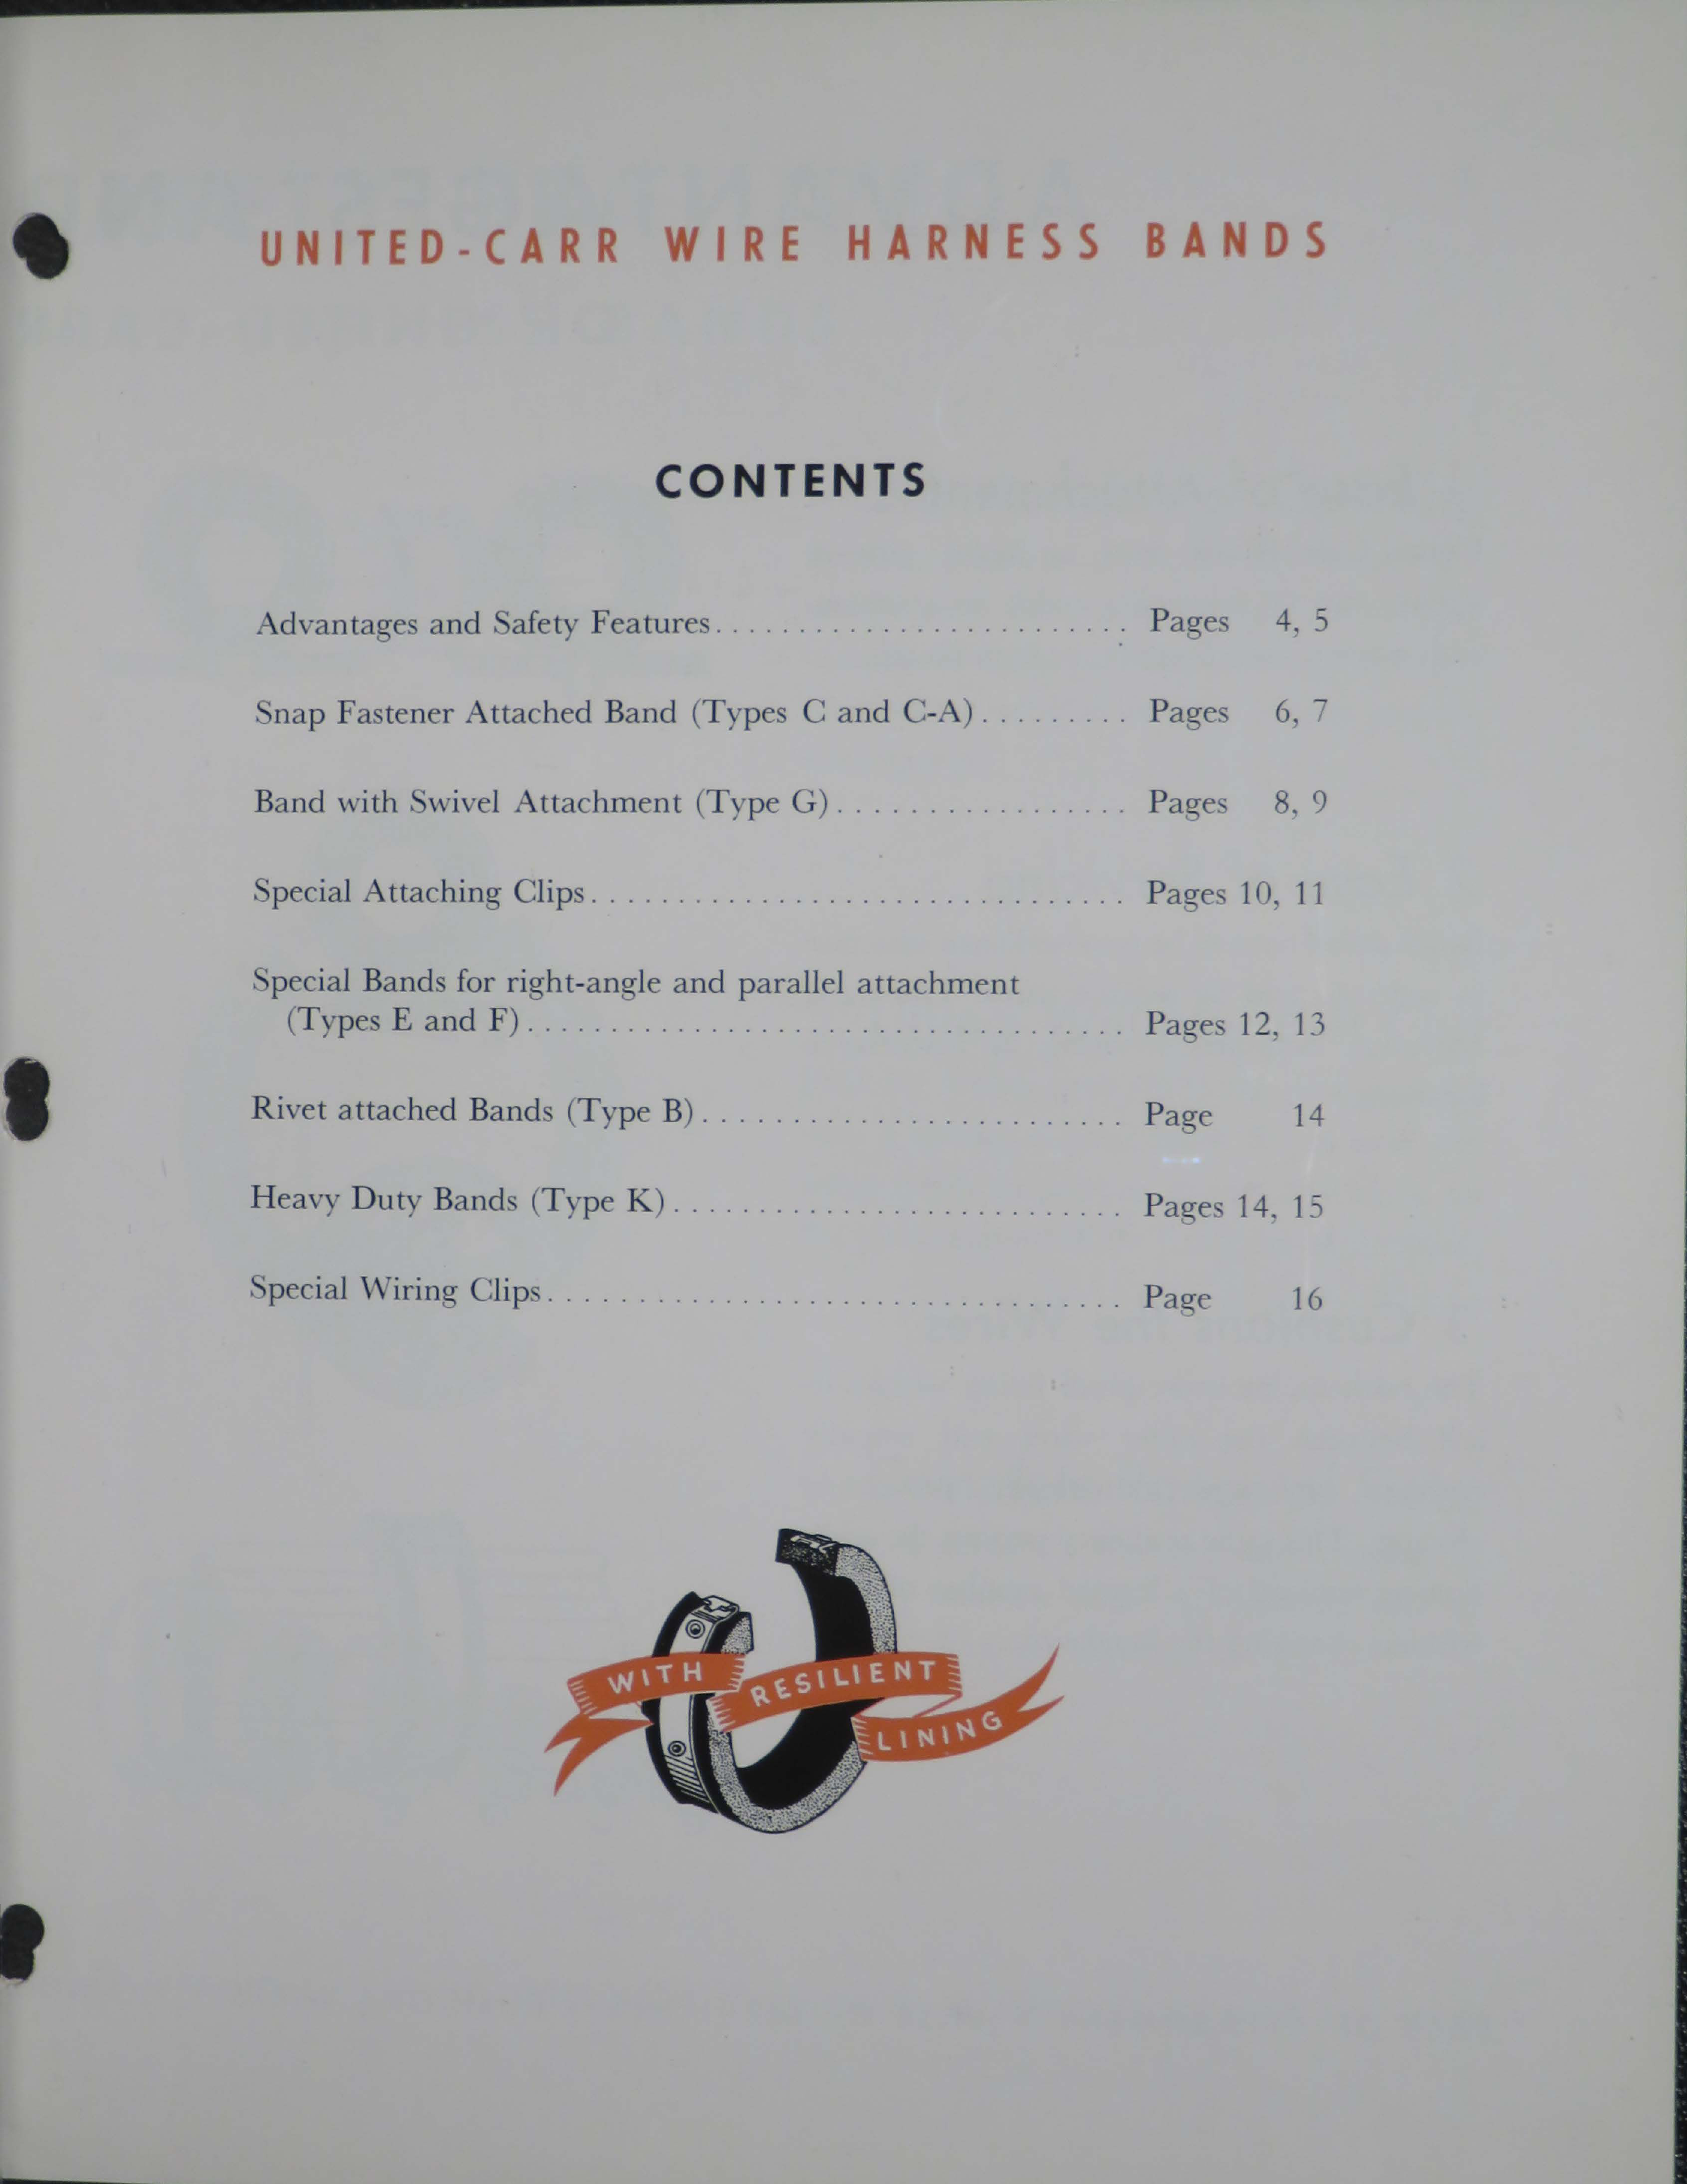 UNITED-CARR WIRE HARNESS BANDS
CONTENTS
Advantages and Safety Features......................... Pages 4, 5
Snap Fastener Attached Band (Types C and C-A)......... Pages 6, 7
Band with Swivel Attachment (Type G)................. Pages 8, 9
Special Attaching Clips................................ Pages 10, 11
Special Bands for right-angle and parallel attachment
(Types E and F).................................... Pages 12, 13
Rivet attached Bands (Type B)......................... Page 14
Heavy Duty Bands (Type K)........................... Pages 14, 15
Special Wiring Clips.................................. Page 16
WITH
RESILIENT
LINING